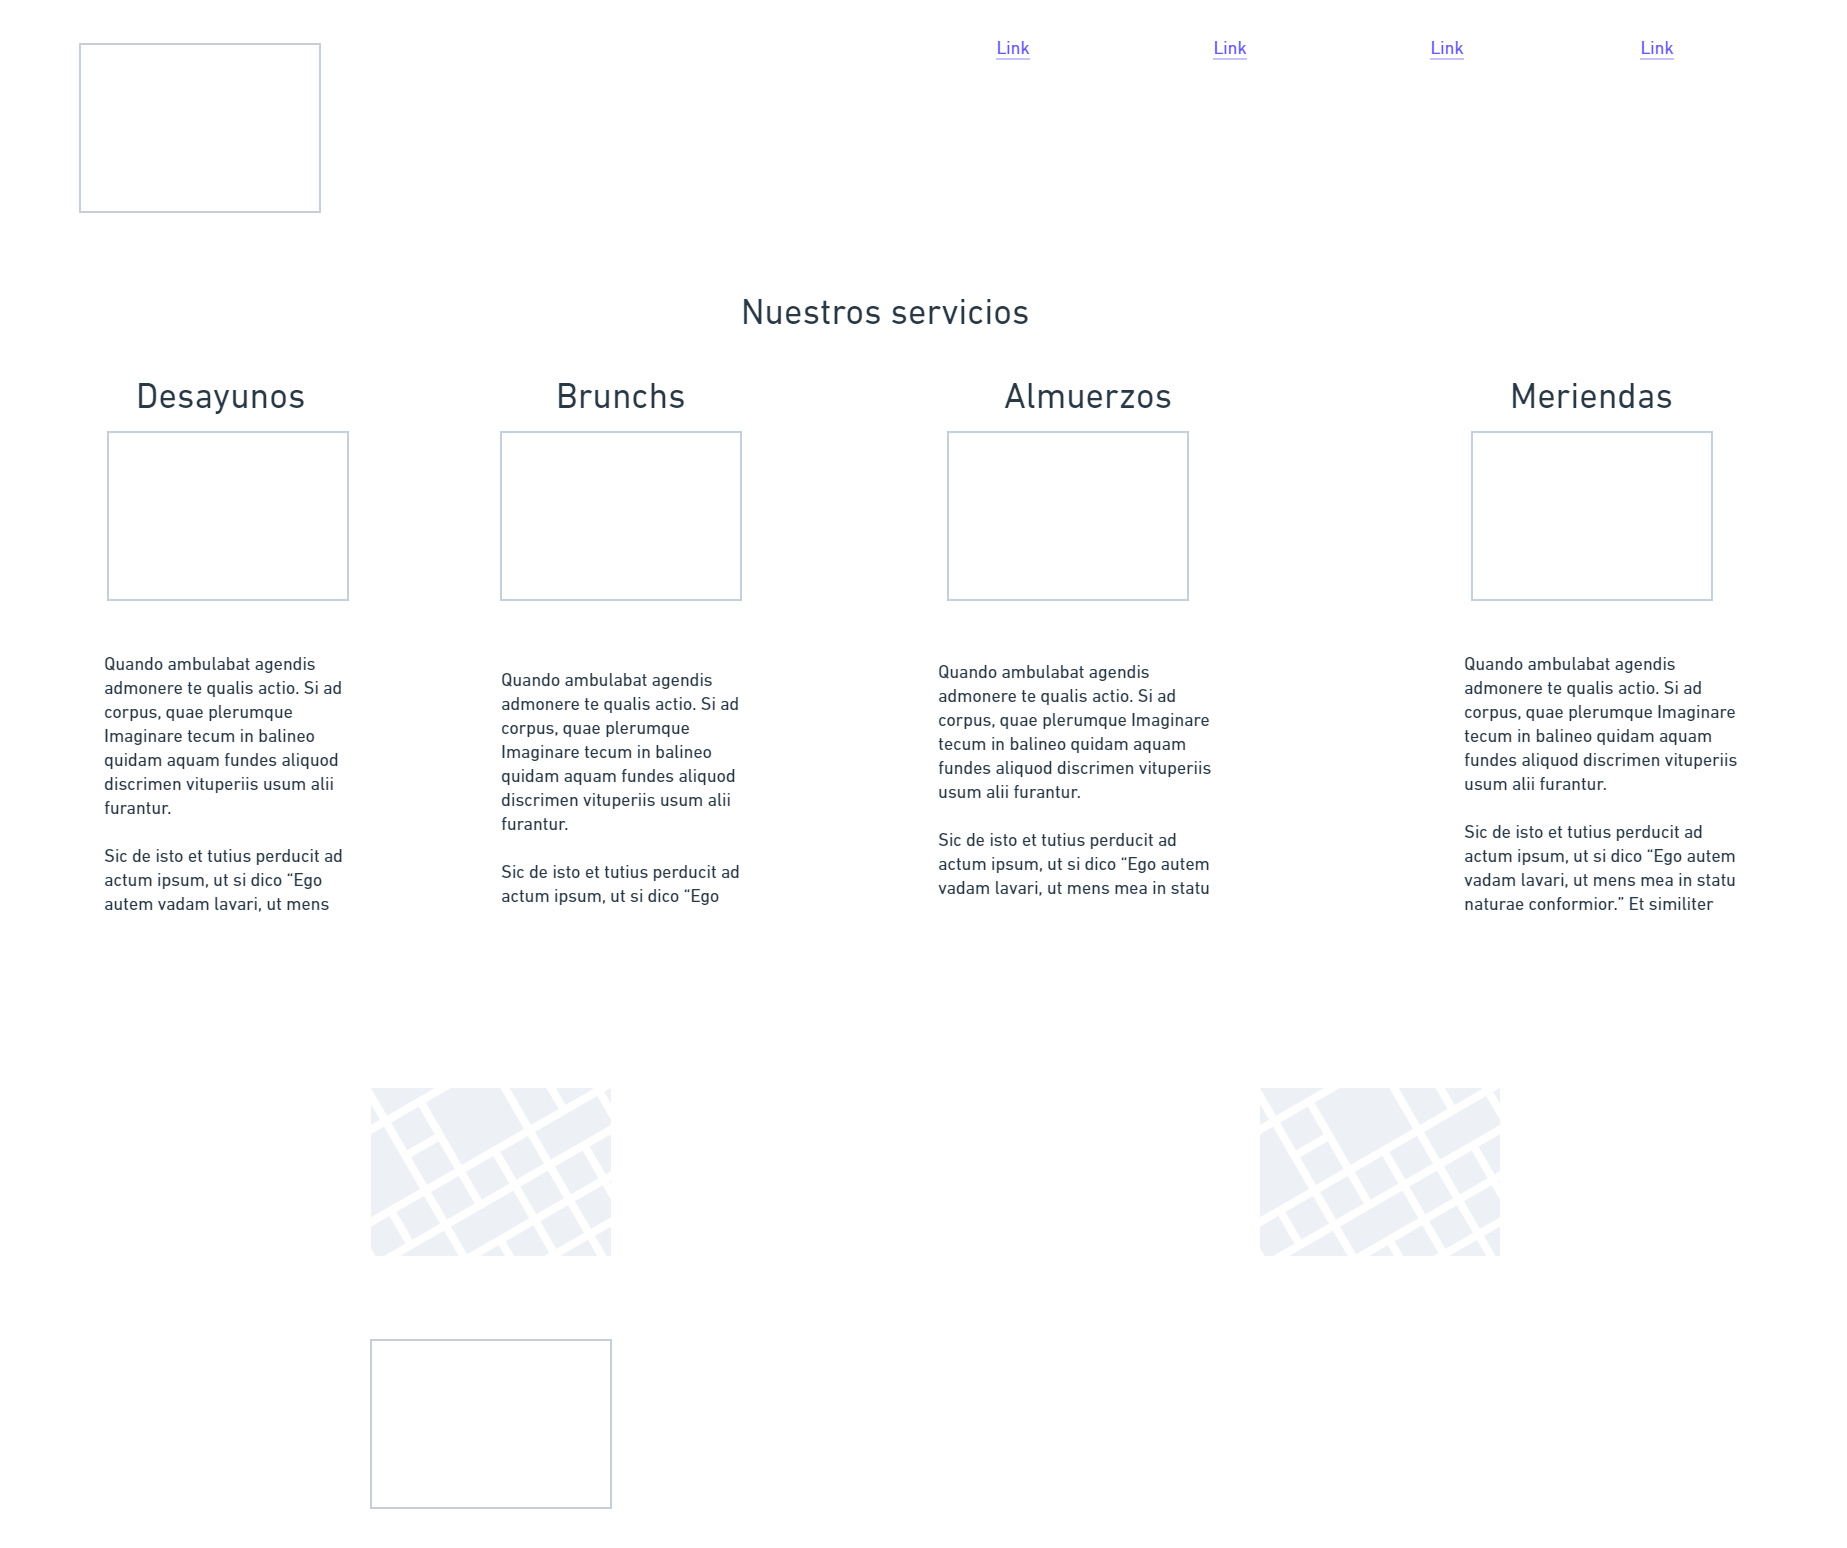 Link
Link
Link
Link
Nuestros servicios
Desayunos
Brunchs
Almuerzos
Meriendas
Quando ambulabat agendis
admonere te qualis actio. Si ad
corpus, quae plerumque
Imaginare tecum in balineo
quidam aquam fundes aliquod
discrimen vituperiis usum alii
furantur.
Sic de isto et tutius perducit ad
actum ipsum, ut si dico “Ego
autem vadam lavari, ut mens
Quando ambulabat agendis
admonere te qualis actio. Si ad
corpus, quae plerumque
Imaginare tecum in balineo
quidam aquam fundes aliquod
discrimen vituperiis usum alii
furantur.
Sic de isto et tutius perducit ad
actum ipsum, ut si dico “Ego
Quando ambulabat agendis
admonere te qualis actio. Si ad
corpus, quae plerumque Imaginare
tecum in balineo quidam aquam
fundes aliquod discrimen vituperiis
usum alii furantur.
Sic de isto et tutius perducit ad
actum ipsum, ut si dico “Ego autem
vadam lavari, ut mens mea in statu
Quando ambulabat agendis
admonere te qualis actio. Si ad
corpus, quae plerumque Imaginare
tecum in balineo quidam aquam
fundes aliquod discrimen vituperiis
usum alii furantur.
Sic de isto et tutius perducit ad
actum ipsum, ut si dico “Ego autem
vadam lavari, ut mens mea in statu
naturae conformior.” Et similiter